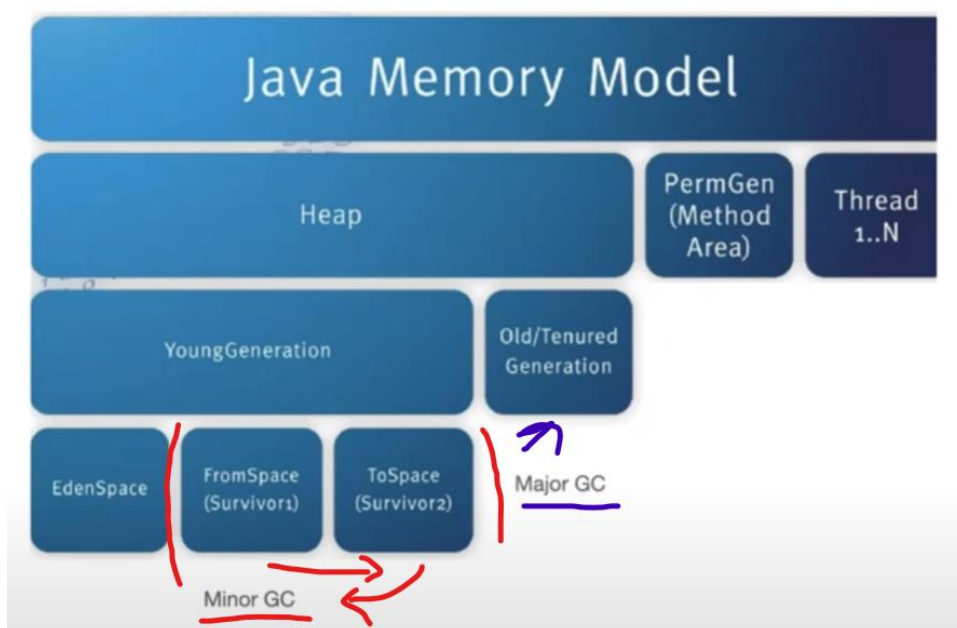 Java Memory Model
Heap
PermGen
(Method
Area)
Thread
1..N
YoungGeneration
Old/Tenured
Generation
EdenSpace
FromSpace
(Survivor1)
ToSpace
(Survivor2)
Major GC
Minor GC